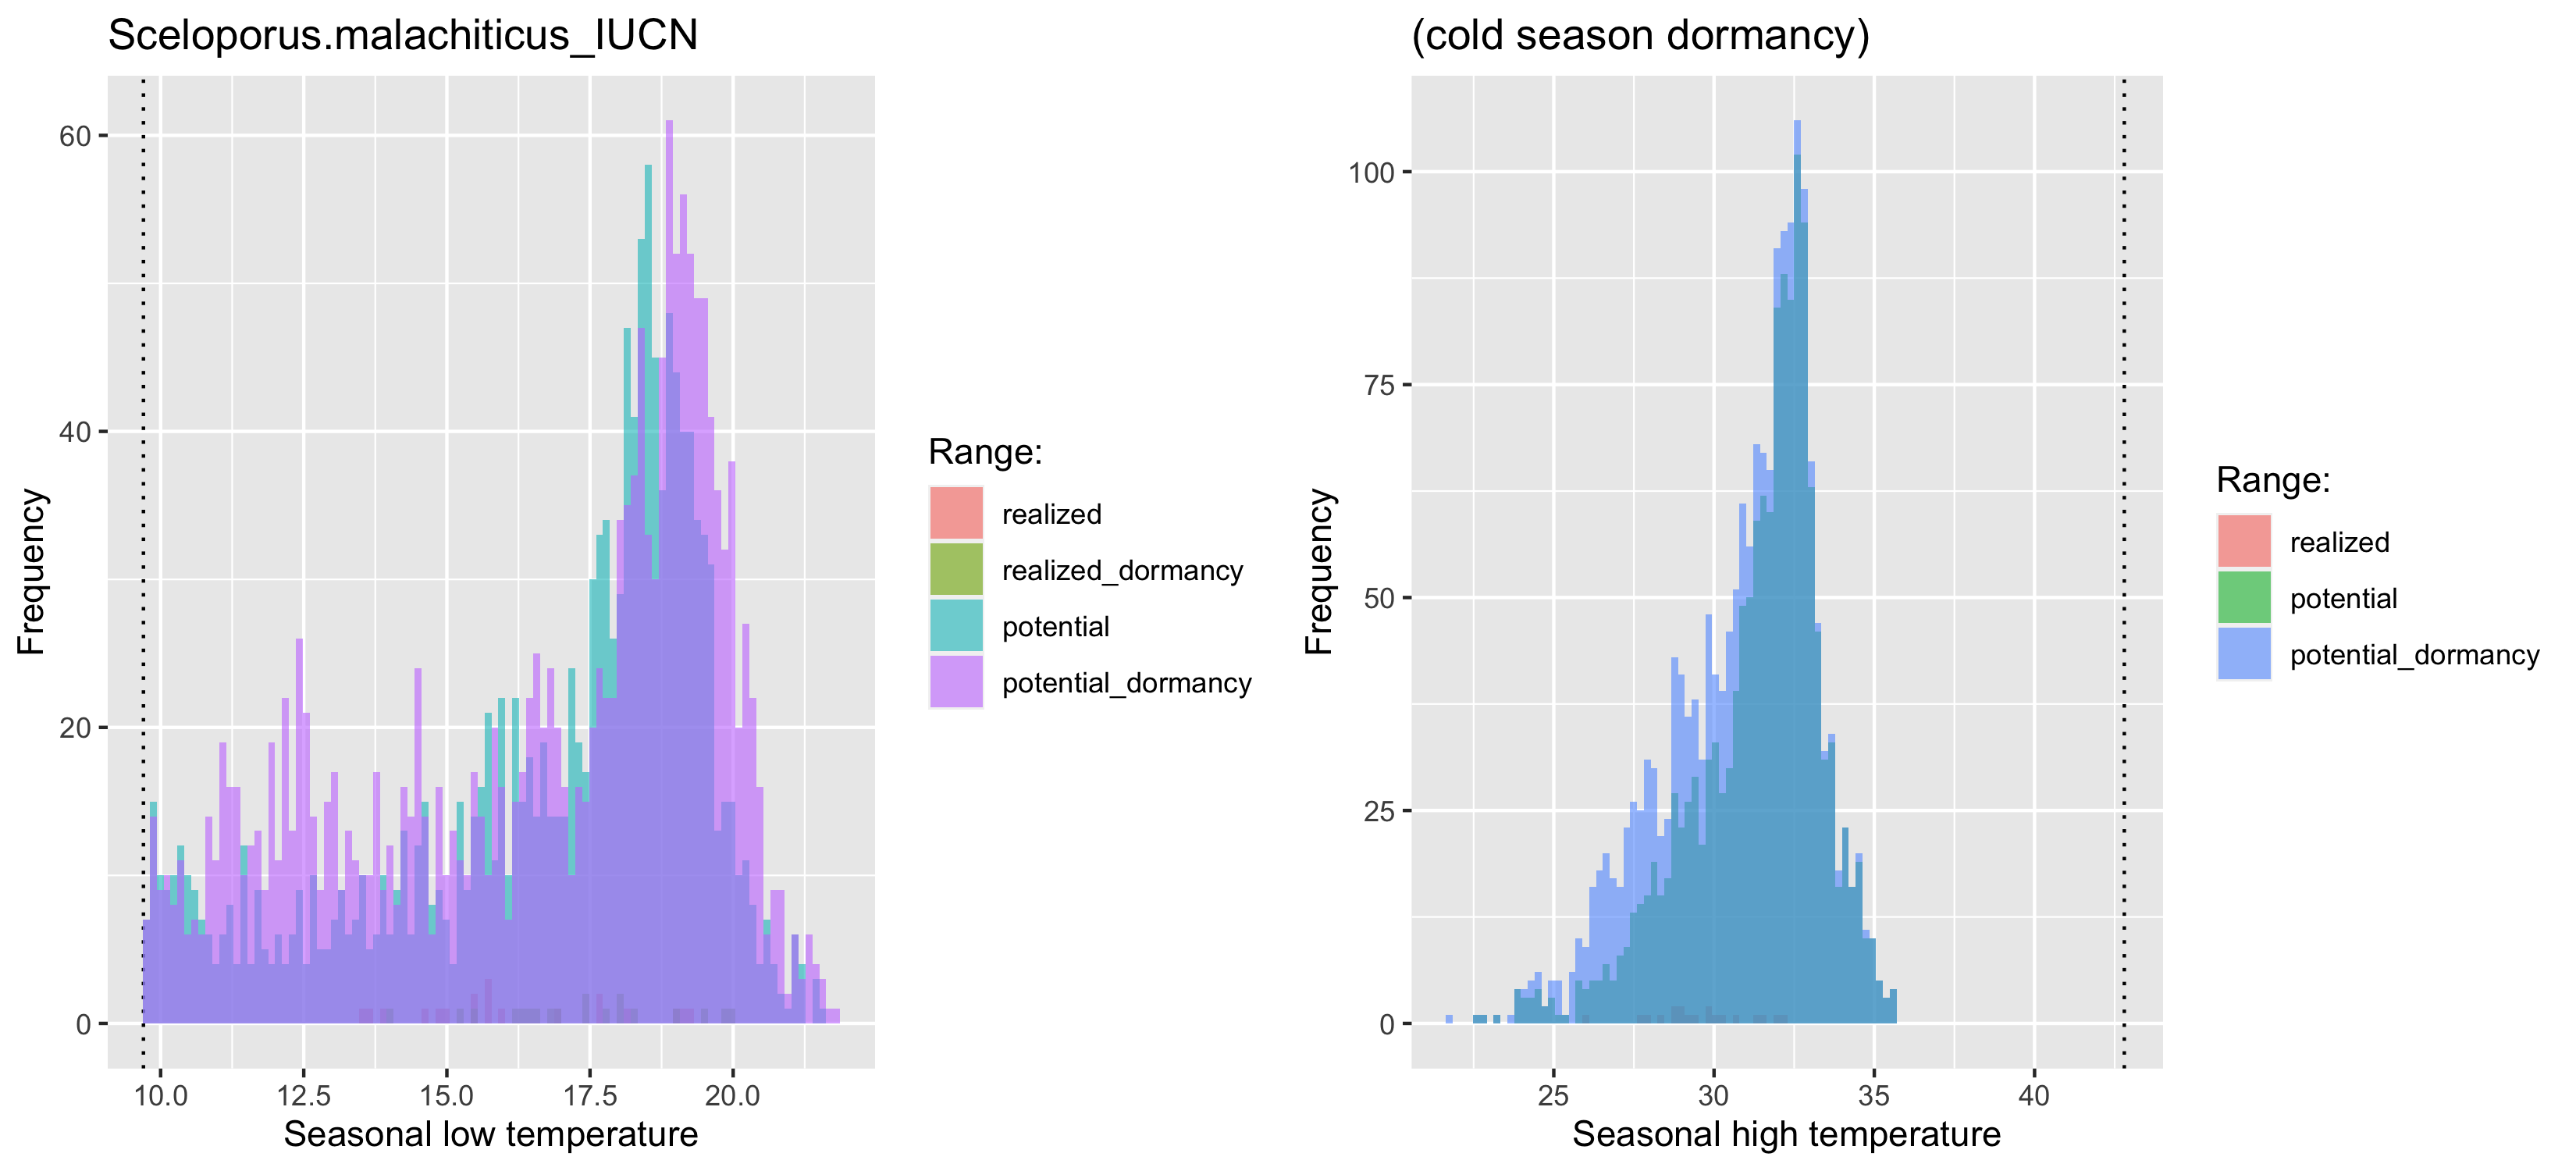 Sceloporus.malachiticus_IUCN
Frequency
60
40
20
0
10.0 12.5 15.0 17.5 20.0
Seasonal low temperature
Range:
realized
realized_dormancy
potential
potential_dormancy
(cold season dormancy)
Frequency
100
75
50
25
0
25 30 35 40
Seasonal high temperature
Range:
realized
potential
potential_dormancy